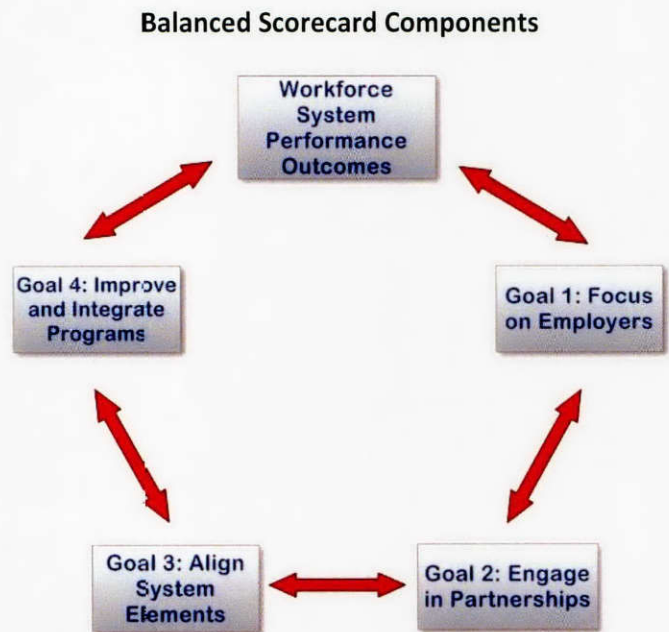 Balanced Scorecard Components
Workforce
System
Performance
Outcomes
Goal 4: Improve
and Integrate
Programs
Goal 1: Focus
on Employers
Goal 3: Align
System
Elements
Goal 2: Engage
in Partnerships